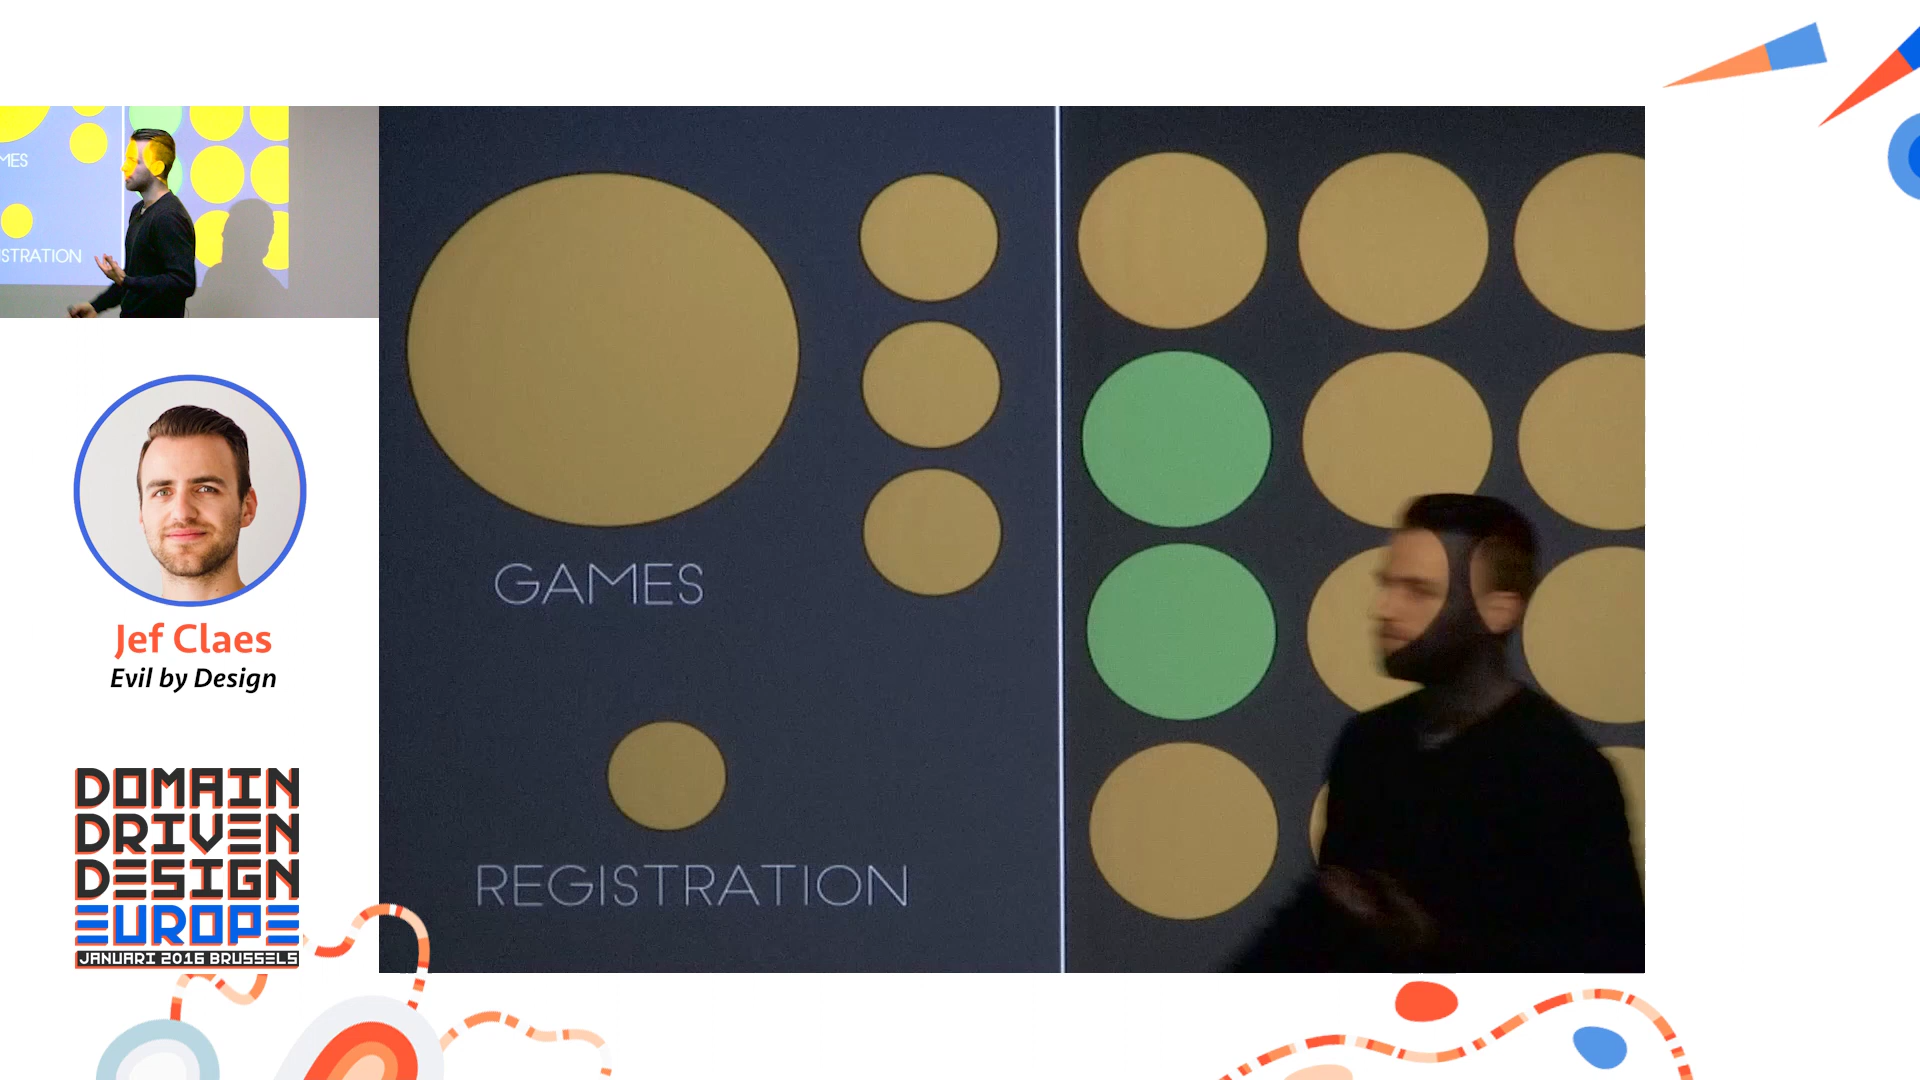 MES
STRATION
Jef Claes
Evil by Design
DOMAIN
DRIVEN
DESIGN
EUROPE
JANUARI 2016 BRUSSELS
GAMES
REGISTRATION